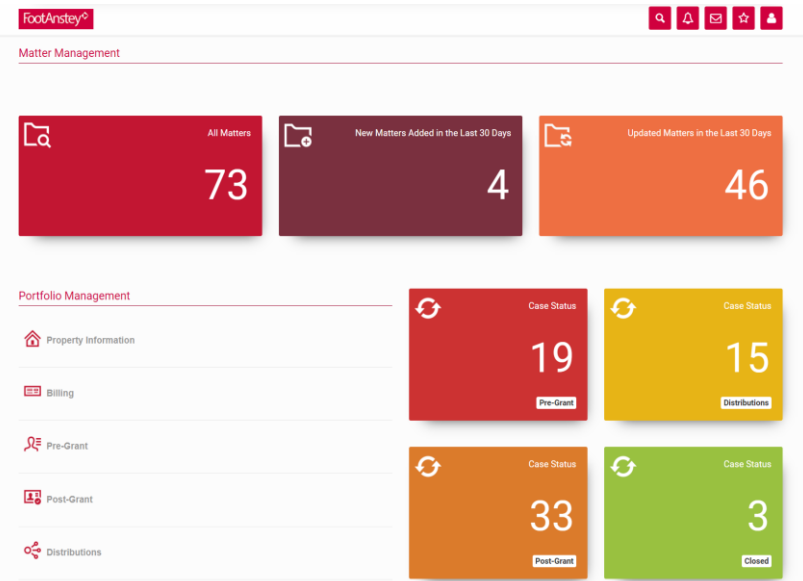 FootAnstey
Matter Management
All Matters
73
New Matters Added in the Last 30 Days
4
Updated Matters in the Last 30 Days
46
Portfolio Management
Property Information
Billing
Pre-Grant
Post-Grant
Distributions
Case Status
19
Pre-Grant
Case Status
15
Distributions
Case Status
33
Post-Grant
Case Status
3
Closed